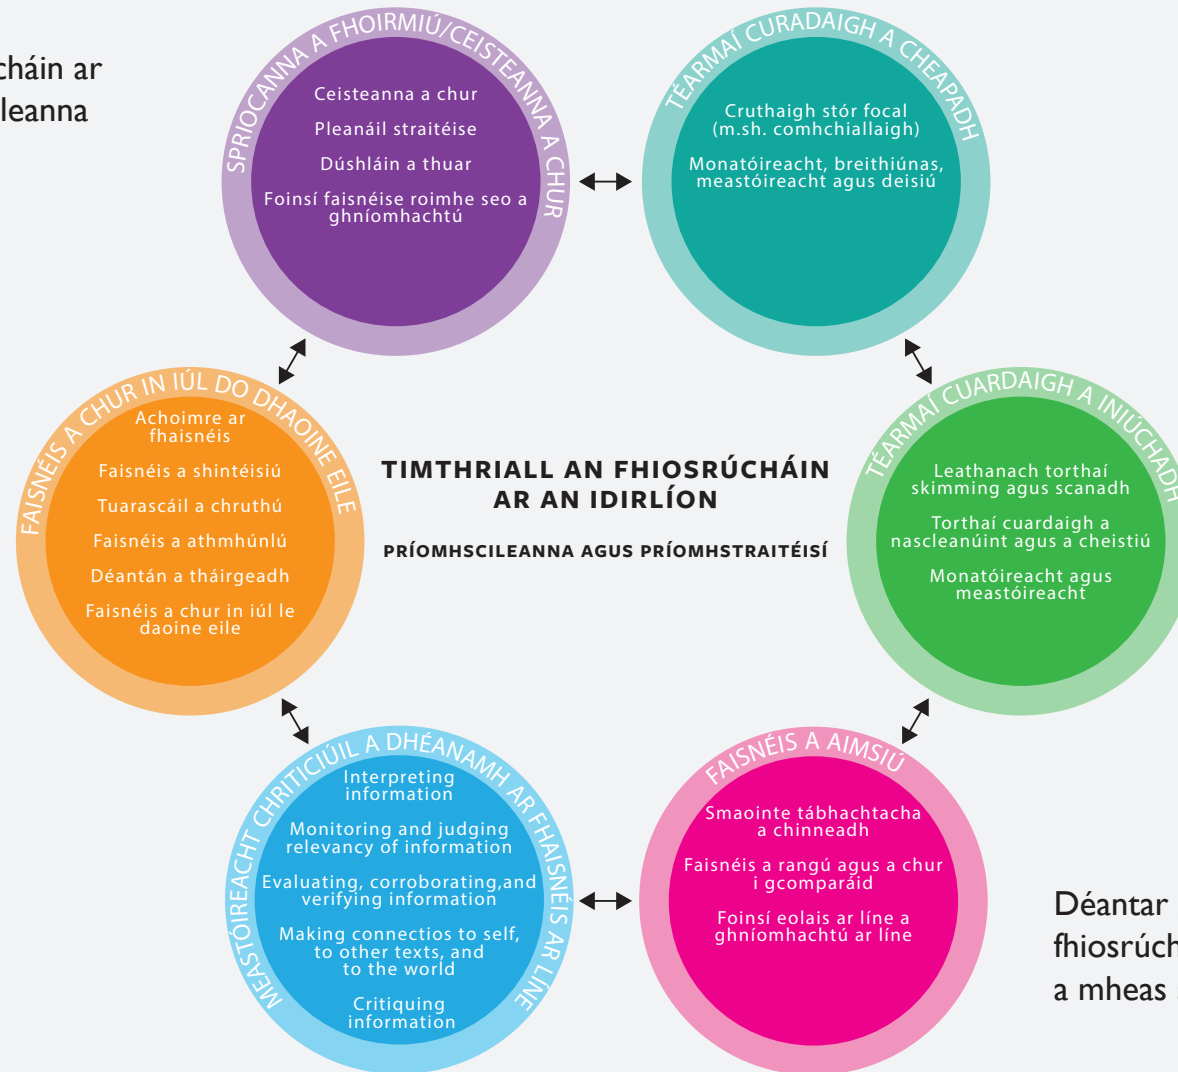 cháin ar
leanna
SPRIOCANNA A FHOIRMIÚ/CEISTEANNA A CHUR
Ceisteanna a chur
Pleanáil straitéise
Dúshláin a thuar
Foinsí faisnéise roimhe seo a
ghníomhachtú
TÉARMAÍ CURADAIGH A CHEAPADH
Cruthaigh stór focal
(m.sh. comhchiallaigh)
Monatóireacht, breithiúnas,
meastóireacht agus deisiú
FAISNÉIS A CHUR IN IÚL DO DHAOINE EILE
Achoimre ar
fhaisnéis
Faisnéis a shintéisiú
Tuarascáil a chruthú
Faisnéis a athmhúnlú
Déantán a tháirgeadh
Faisnéis a chur in iúl le
daoine eile
TIMTHRIALL AN FHIOSRÚCHÁIN
AR AN IDIRLÍON
PRÍOMHSCILEANNA AGUS PRÍOMHSTRAITÉISÍ
TÉARMAÍ CUARDAIGH A INIÚCHADH
Leathanach torthaí
skimming agus scanadh
Torthaí cuardaigh a
nascleanúint agus a cheistiú
Monatóireacht agus
meastóireacht
MEASTÓIREACHT CHRITICIÚIL A DHÉANAMH AR FHAISNÉIS AR LÍNE
Interpreting
information
Monitoring and judging
relevancy of information
Evaluating, corroborating,and
verifying information
Making connectios to self,
to other texts, and
to the world
Critiquing
information
FAISNÉIS A AIMSIÚ
Smaointe tábhachtacha
a chinneadh
Faisnéis a rangú agus a chur
i gcomparáid
Foinsí eolais ar líne a
ghníomhachtú ar líne
Déantar
fhiosrúch
a mheas